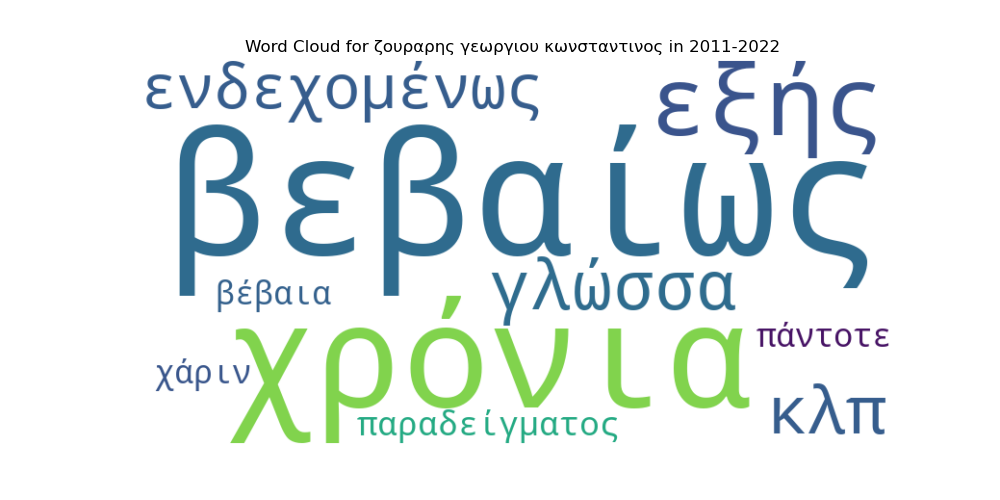 Word Cloud for ζουραρης γεωργιου κωνσταντινος in 2011-2022
ενδεχομένως
εξής
βεβαίως
βέβαια
γλώσσα
χρόνια
πάντοτε
χάριν
παραδείγματος
κλπ